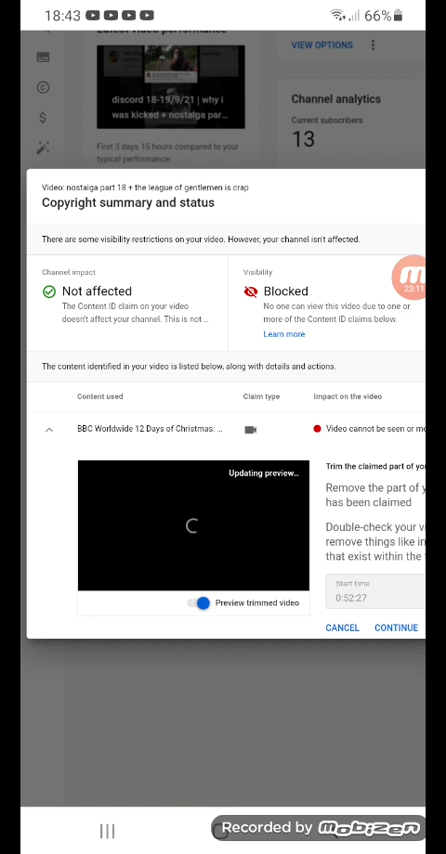 18:43
66%
Latest video performance
VIEW OPTIONS
discord 18-19/9/21 | why i
was kicked + nostalga par...
Channel analytics
Current subscribers
13
First 3 days 15 hours compared to your
typical performance:
Video: nostalga part 18 + the league of gentlemen is crap
Copyright summary and status
There are some visibility restrictions on your video. However, your channel isn't affected.
Channel impact
Not affected
The Content ID claim on your video
doesn't affect your channel. This is not ...
Visibility
Blocked
No one can view this video due to one or
more of the Content ID claims below.
Learn more
23:11
The content identified in your video is listed below, along with details and actions.
Content used
Claim type
Impact on the video
BBC Worldwide 12 Days of Christmas: ...
Video cannot be seen or mo
Updating preview...
Preview trimmed video
Trim the claimed part of you
Remove the part of y
has been claimed
Double-check your v
remove things like in
that exist within the
Start time
0:52:27
CANCEL
CONTINUE
Recorded by mobizen